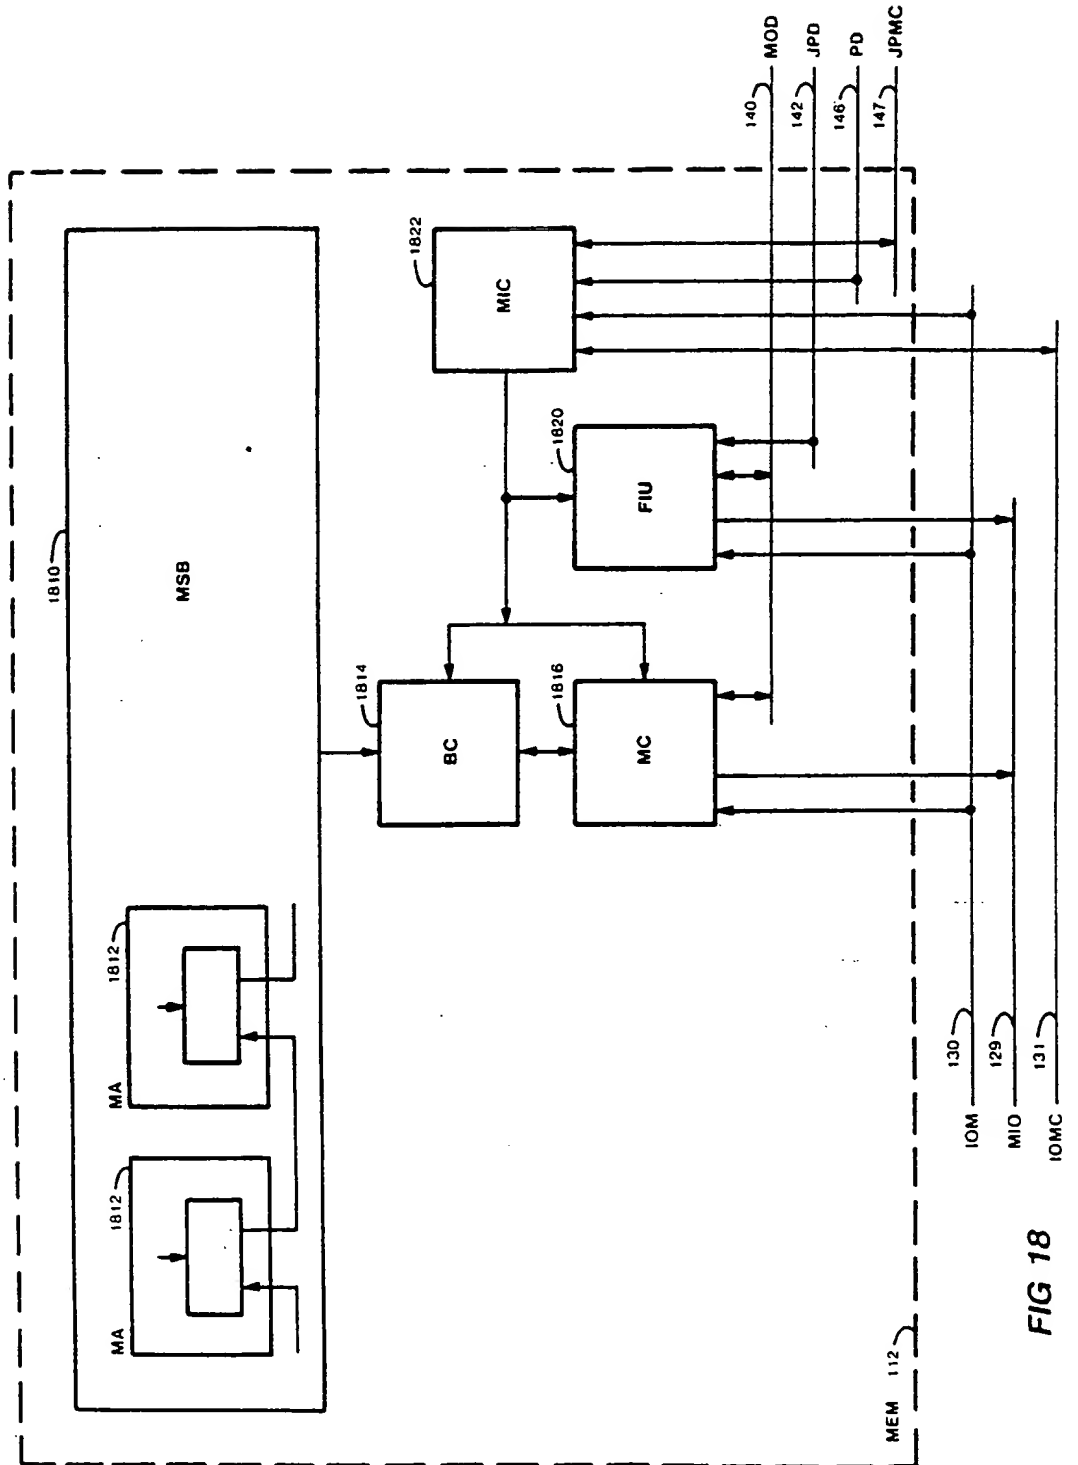 1810
MSB
MA
1812
MA
1812
1814
BC
1816
MC
1820
FIU
1822
MIC
140
MOD
142
JPD
146
PD
147
JPMC
IOM
130
MIO
129
IOMC
131
MEM 112
FIG 18